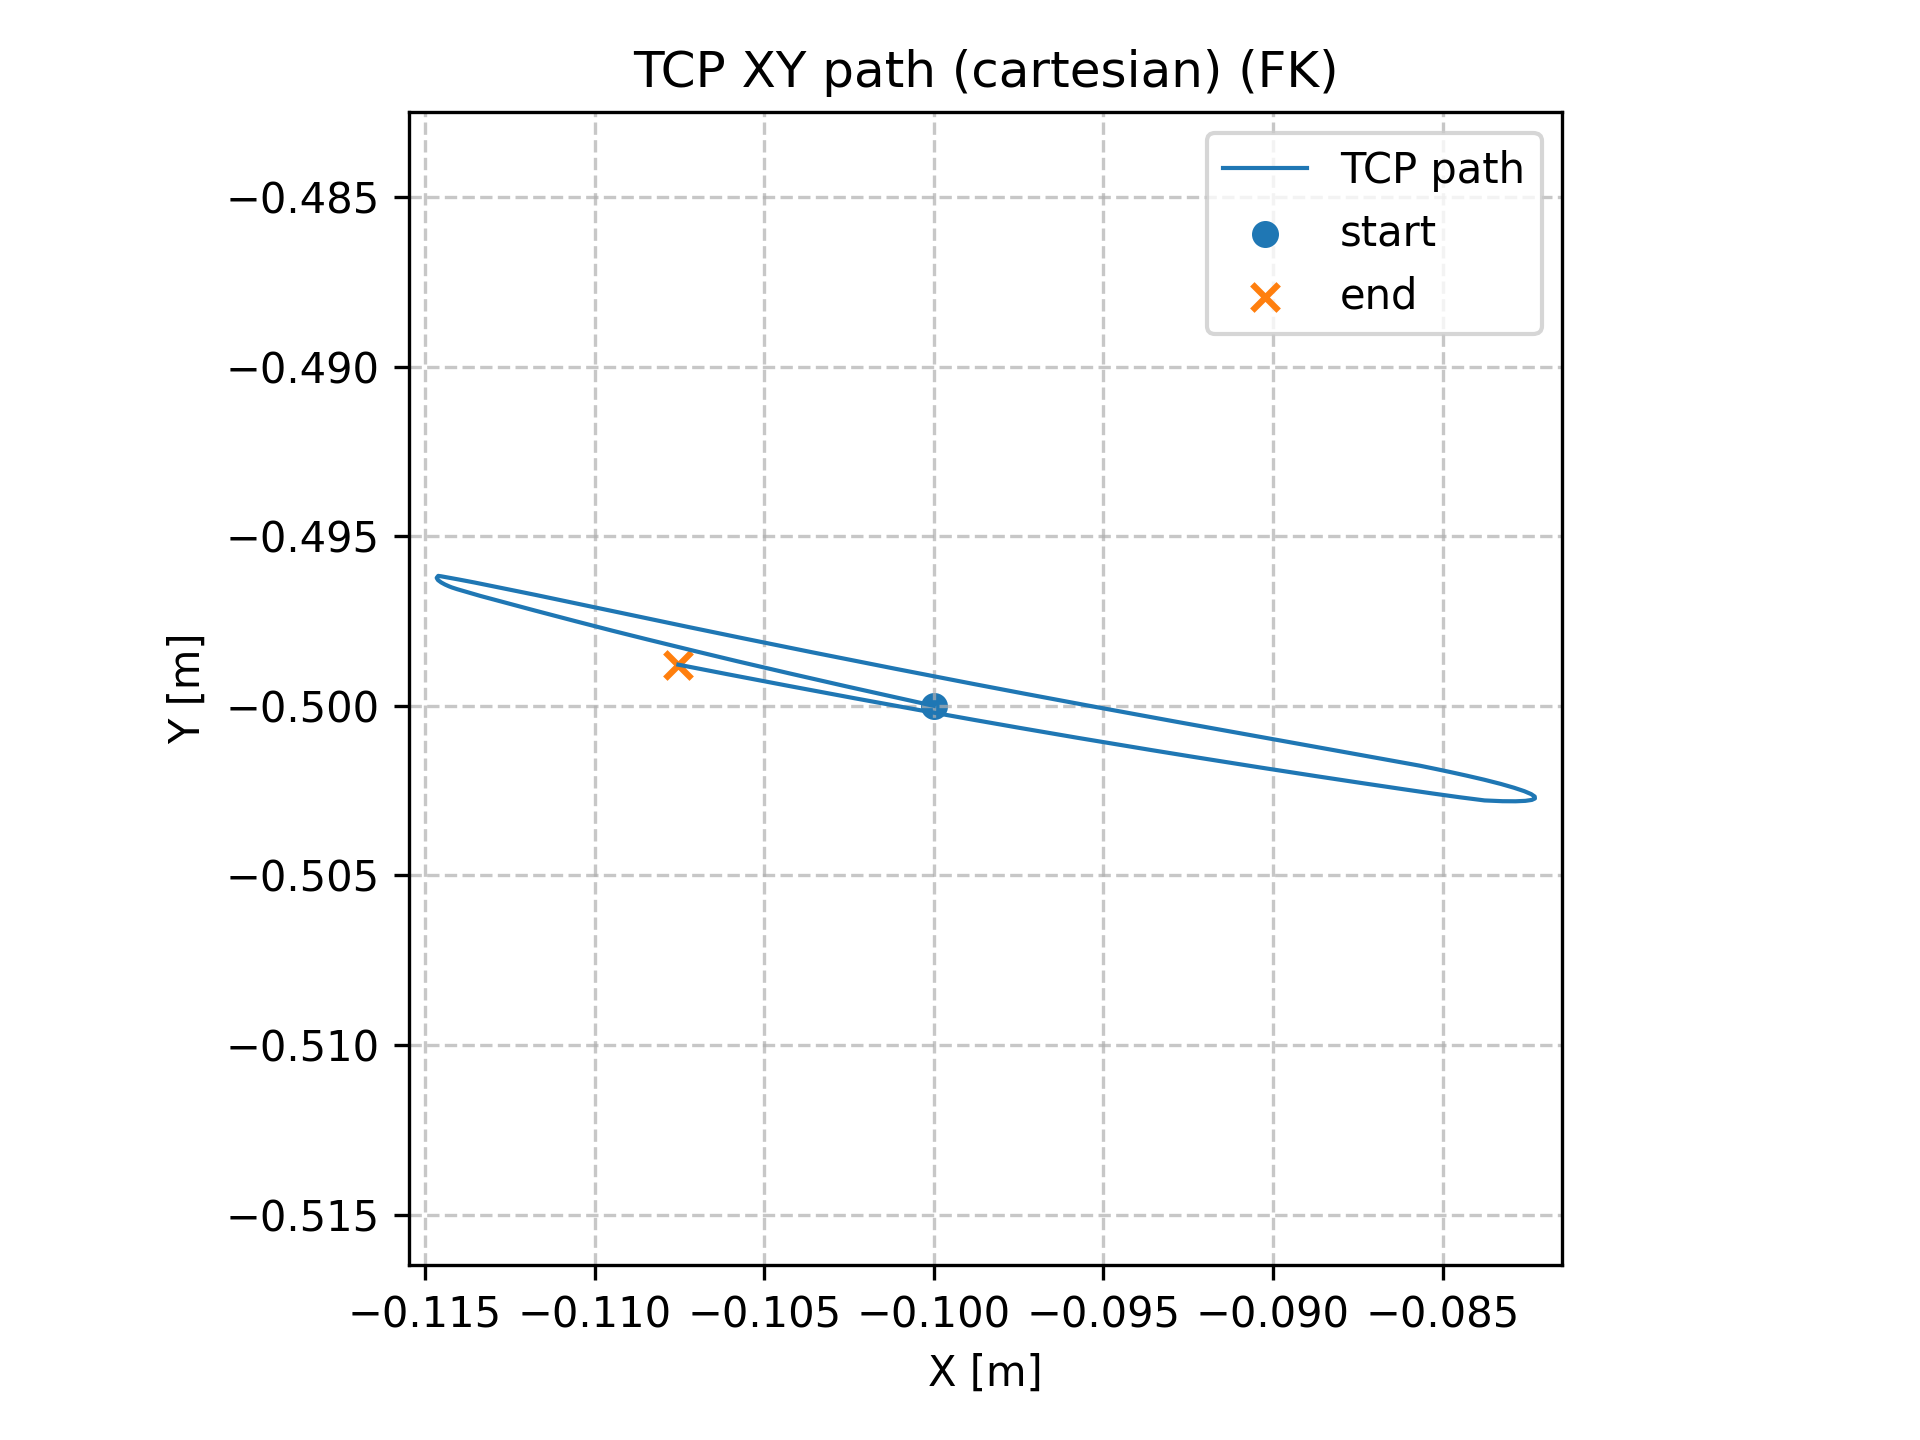 TCP XY path (cartesian) (FK)
TCP path
start
end
−0.485
−0.490
−0.495
−0.500
−0.505
−0.510
−0.515
Y [m]
−0.115 −0.110 −0.105 −0.100 −0.095 −0.090 −0.085
X [m]